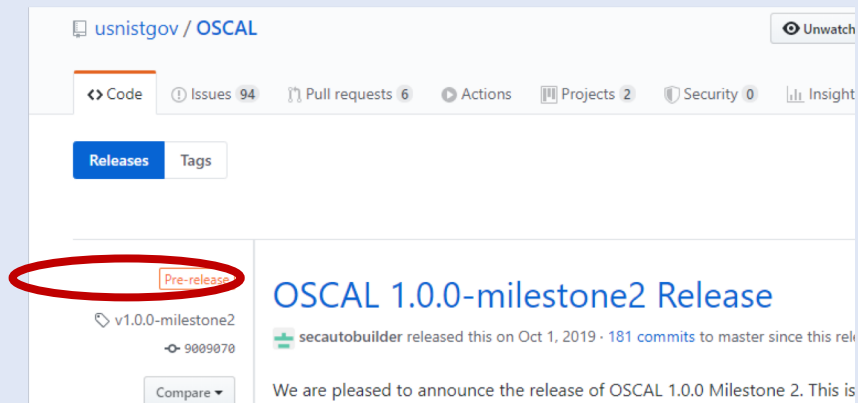 usnistgov / OSCAL
Unwatch
Code Issues 94 Pull requests 6 Actions Projects 2 Security 0 Insight
Releases Tags
Pre-release
OSCAL 1.0.0-milestone2 Release
v1.0.0-milestone2
secautobuilder released this on Oct 1, 2019 · 181 commits to master since this rele
9009070
Compare
We are pleased to announce the release of OSCAL 1.0.0 Milestone 2. This is